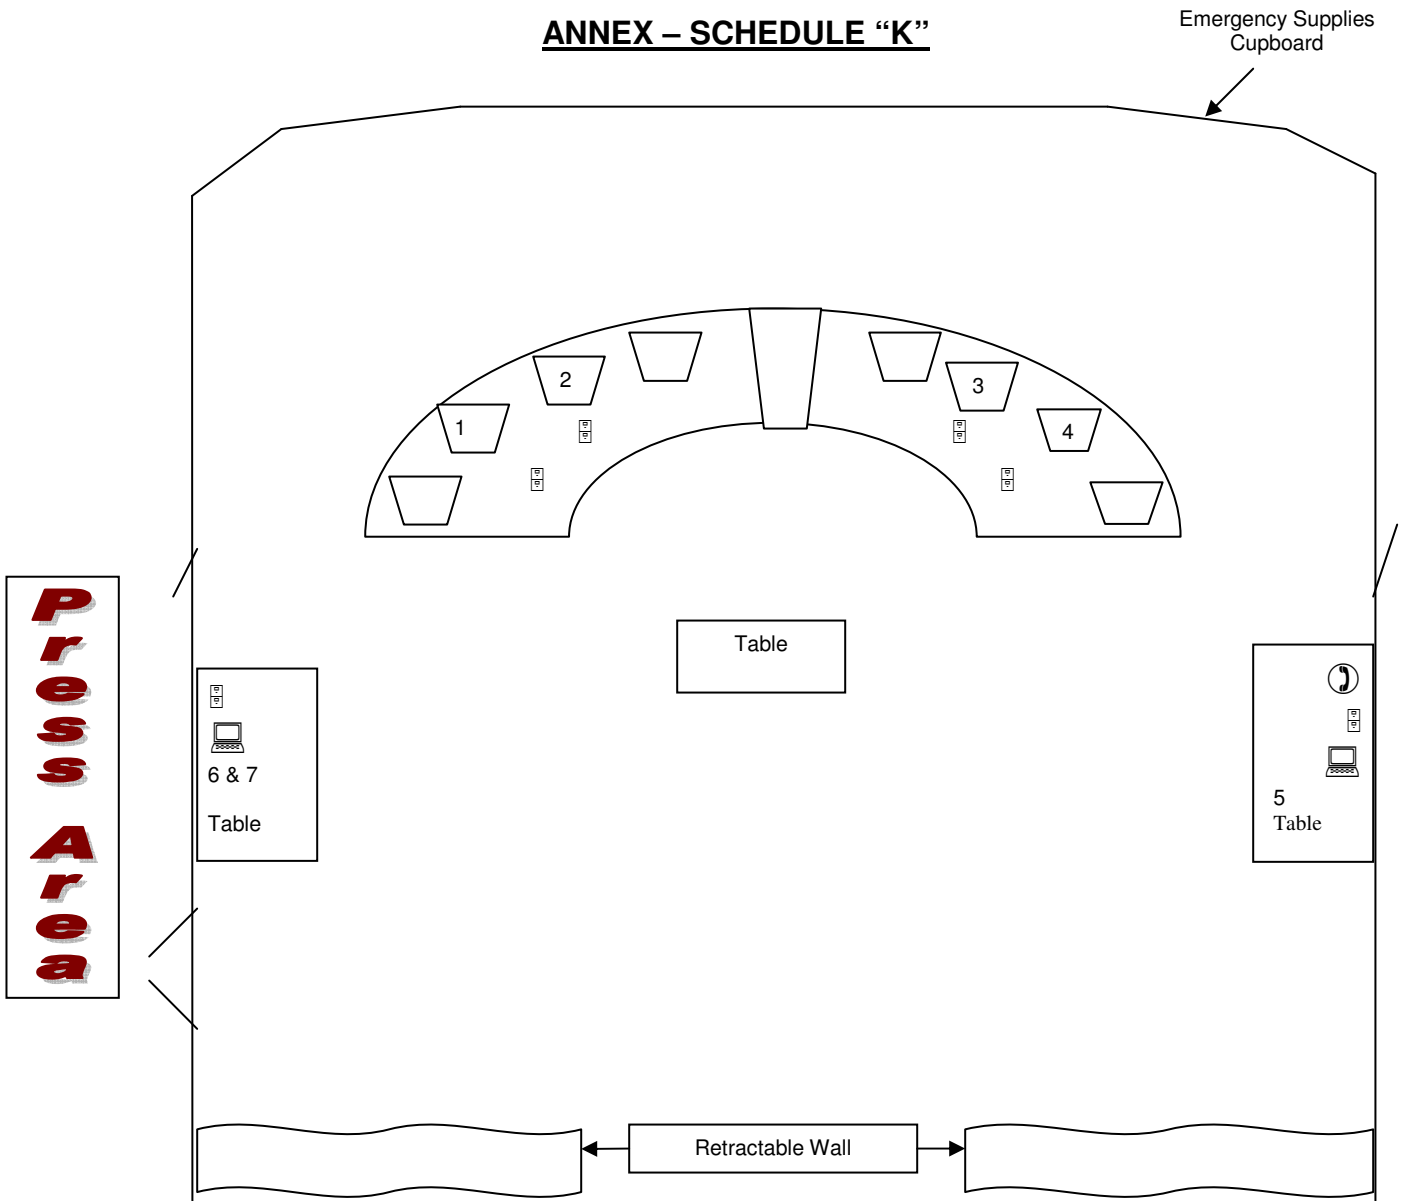 ANNEX – SCHEDULE “K”
Emergency Supplies
Cupboard
2
3
1
4
Press Area
Table
6 & 7
Table
5
Table
Retractable Wall